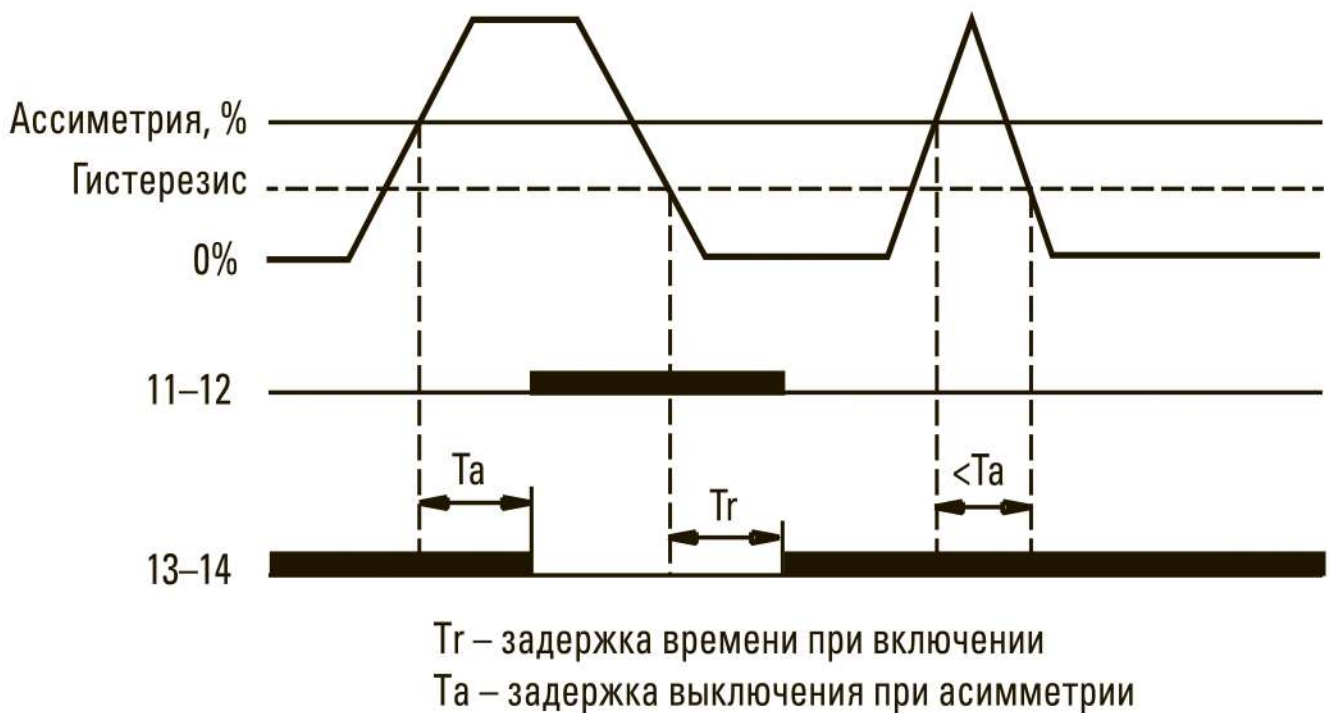 Ассиметрия, %
Гистерезис
0%
11–12
Ta
<Ta
Tr
13–14
Tr – задержка времени при включении
Ta – задержка выключения при асимметрии